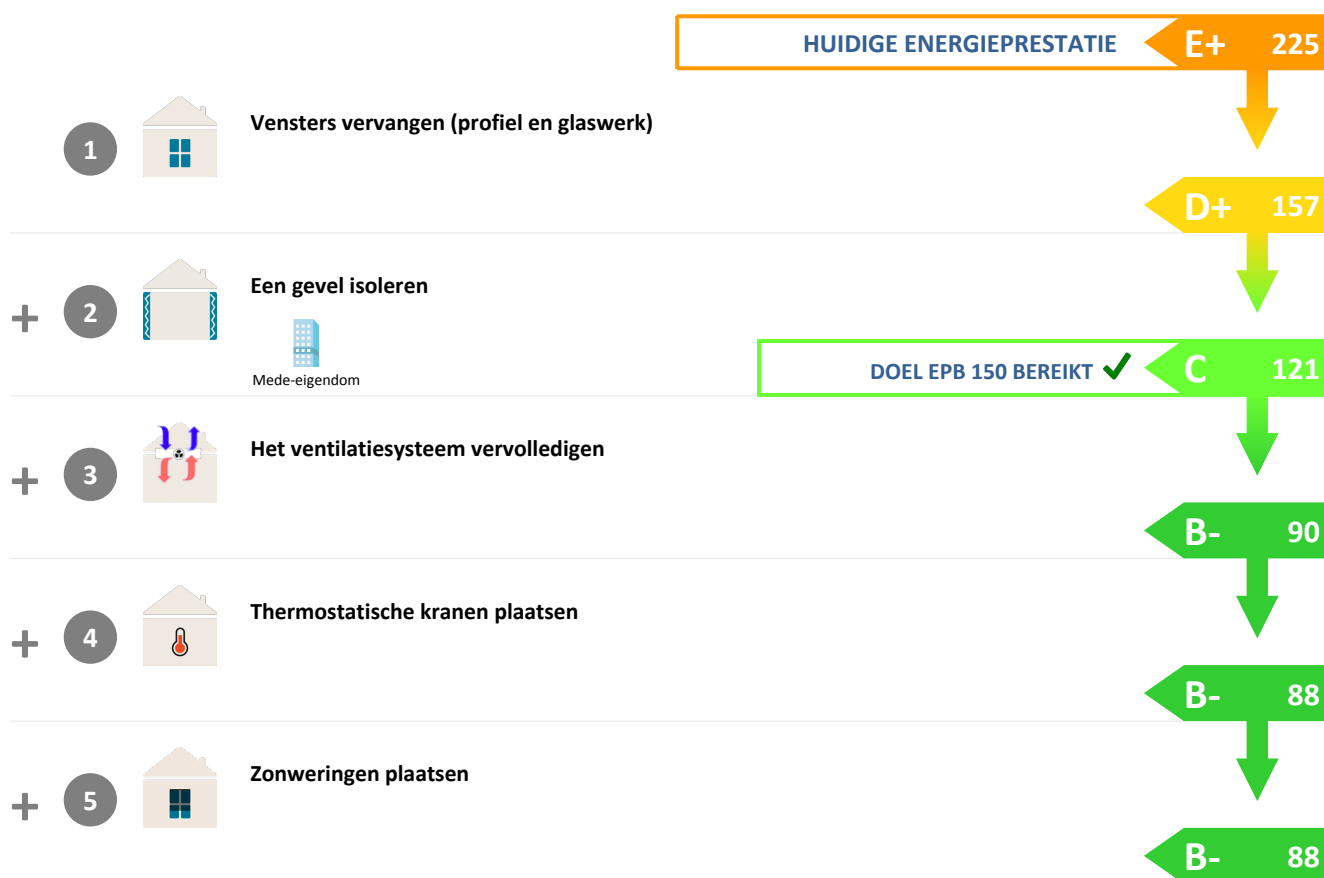 HUIDIGE ENERGIEPRESTATIE E+ 225
1 Vensters vervangen (profiel en glaswerk)
D+ 157
+ 2 Een gevel isoleren
Mede-eigendom
DOEL EPB 150 BEREIKT ✓ C 121
+ 3 Het ventilatiesysteem vervolledigen
B- 90
+ 4 Thermostatische kranen plaatsen
B- 88
+ 5 Zonweringen plaatsen
B- 88